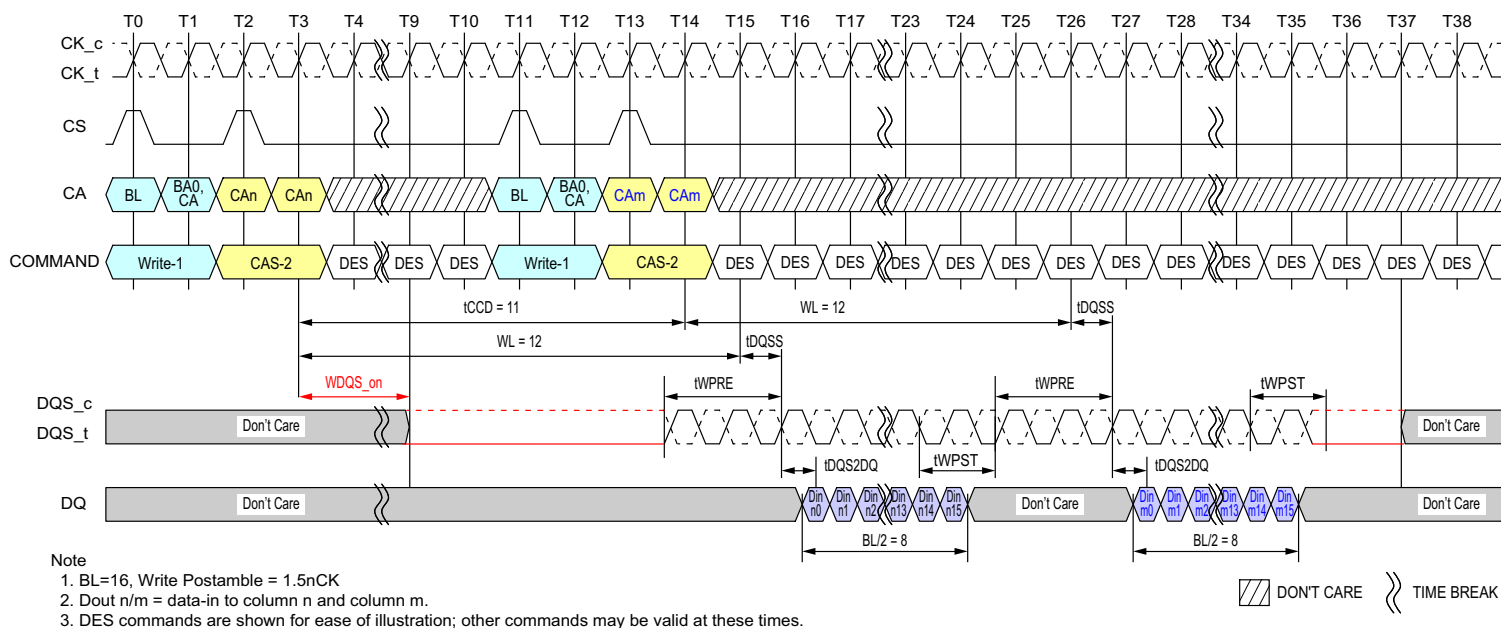 T0 T1 T2 T3 T4 T9 T10 T11 T12 T13 T14 T15 T16 T17 T23 T24 T25 T26 T27 T28 T34 T35 T36 T37 T38
CK_c
CK_t
CS
CA BL BA0, CA CAn CAn BL BA0, CA CAm CAm
COMMAND Write-1 CAS-2 DES DES DES Write-1 CAS-2 DES DES DES DES DES DES DES DES DES DES DES DES DES DES
tCCD = 11 WL = 12 tDQSS
WL = 12 tDQSS
WDQS_on tWPRE tWPRE tWPST
DQS_c
DQS_t Don't Care Don't Care
tDQS2DQ tWPST tDQS2DQ
DQ Don't Care Din n0 Din n1 Din n2 Din n13 Din n14 Din n15 Don't Care Din m0 Din m1 Din m2 Din m13 Din m14 Din m15 Don't Care
BL/2 = 8 BL/2 = 8
Note
1. BL=16, Write Postamble = 1.5nCK
2. Dout n/m = data-in to column n and column m.
3. DES commands are shown for ease of illustration; other commands may be valid at these times.
DON'T CARE TIME BREAK